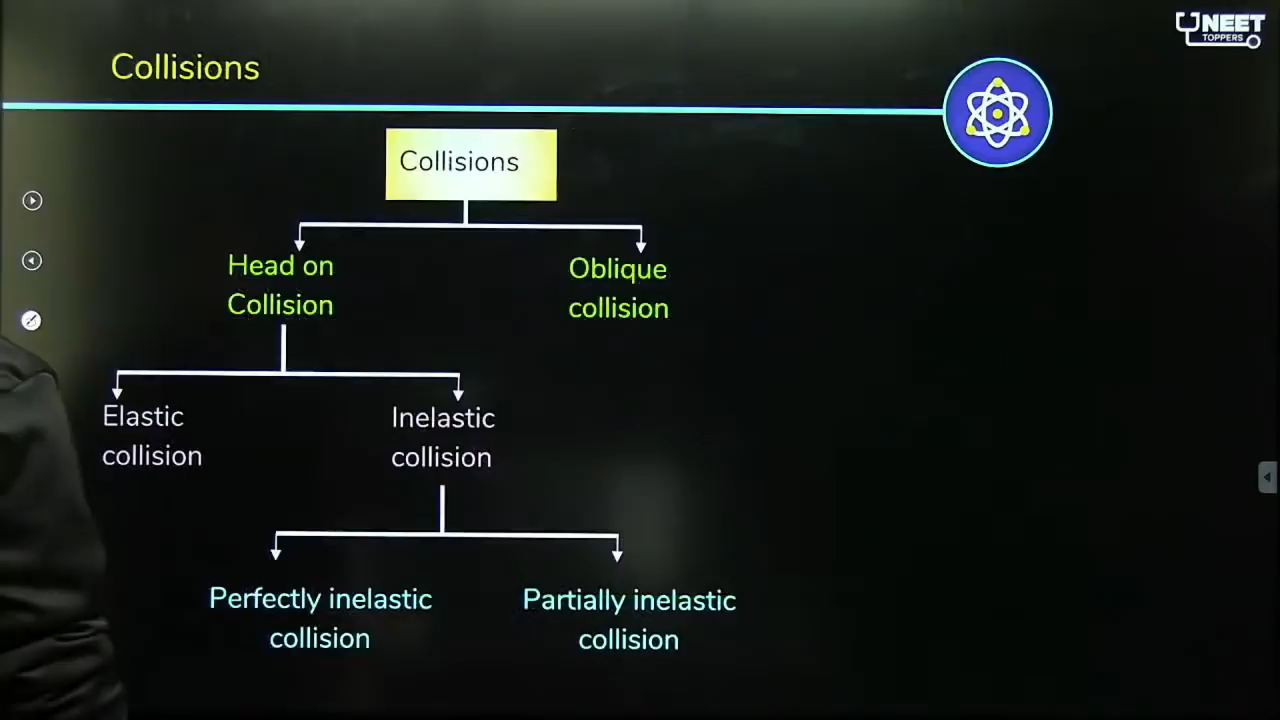 NEET
TOPPERS
Collisions
Collisions
Head on
Collision
Oblique
collision
Elastic
collision
Inelastic
collision
Perfectly inelastic
collision
Partially inelastic
collision